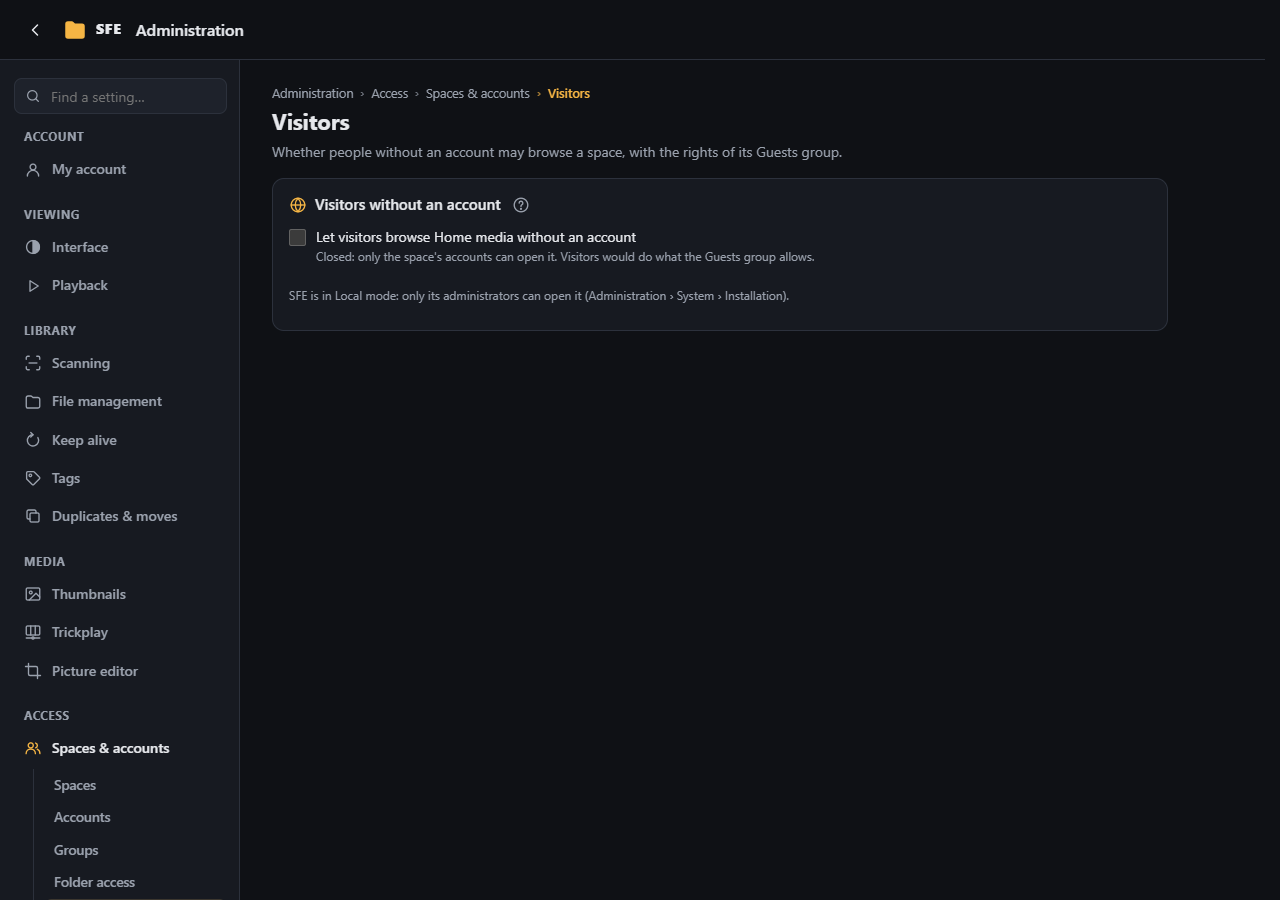 SFE Administration
Find a setting...
ACCOUNT
My account
VIEWING
Interface
Playback
LIBRARY
Scanning
File management
Keep alive
Tags
Duplicates & moves
MEDIA
Thumbnails
Trickplay
Picture editor
ACCESS
Spaces & accounts
Spaces
Accounts
Groups
Folder access
Administration › Access › Spaces & accounts › Visitors
Visitors
Whether people without an account may browse a space, with the rights of its Guests group.
Visitors without an account
Let visitors browse Home media without an account
Closed: only the space's accounts can open it. Visitors would do what the Guests group allows.
SFE is in Local mode: only its administrators can open it (Administration › System › Installation).